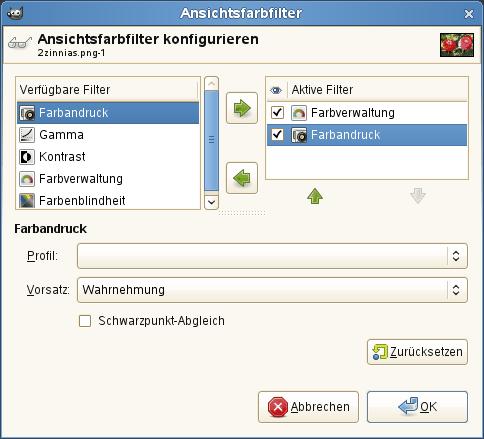 Ansichtsfarbfilter
Ansichtsfarbfilter konfigurieren
2zinnias.png-1
Verfügbare Filter
Farbandruck
Gamma
Kontrast
Farbverwaltung
Farbenblindheit
Aktive Filter
Farbverwaltung
Farbandruck
Farbandruck
Profil:
Vorsatz: Wahrnehmung
Schwarzpunkt-Abgleich
Zurücksetzen
Abbrechen
OK